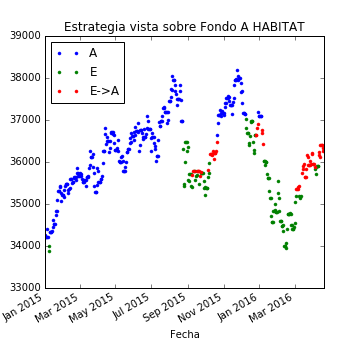 Estrategia vista sobre Fondo A HABITAT
39000
38000
37000
36000
35000
34000
33000
A
E
E->A
Jan 2015
Mar 2015
May 2015
Jul 2015
Sep 2015
Nov 2015
Jan 2016
Mar 2016
Fecha